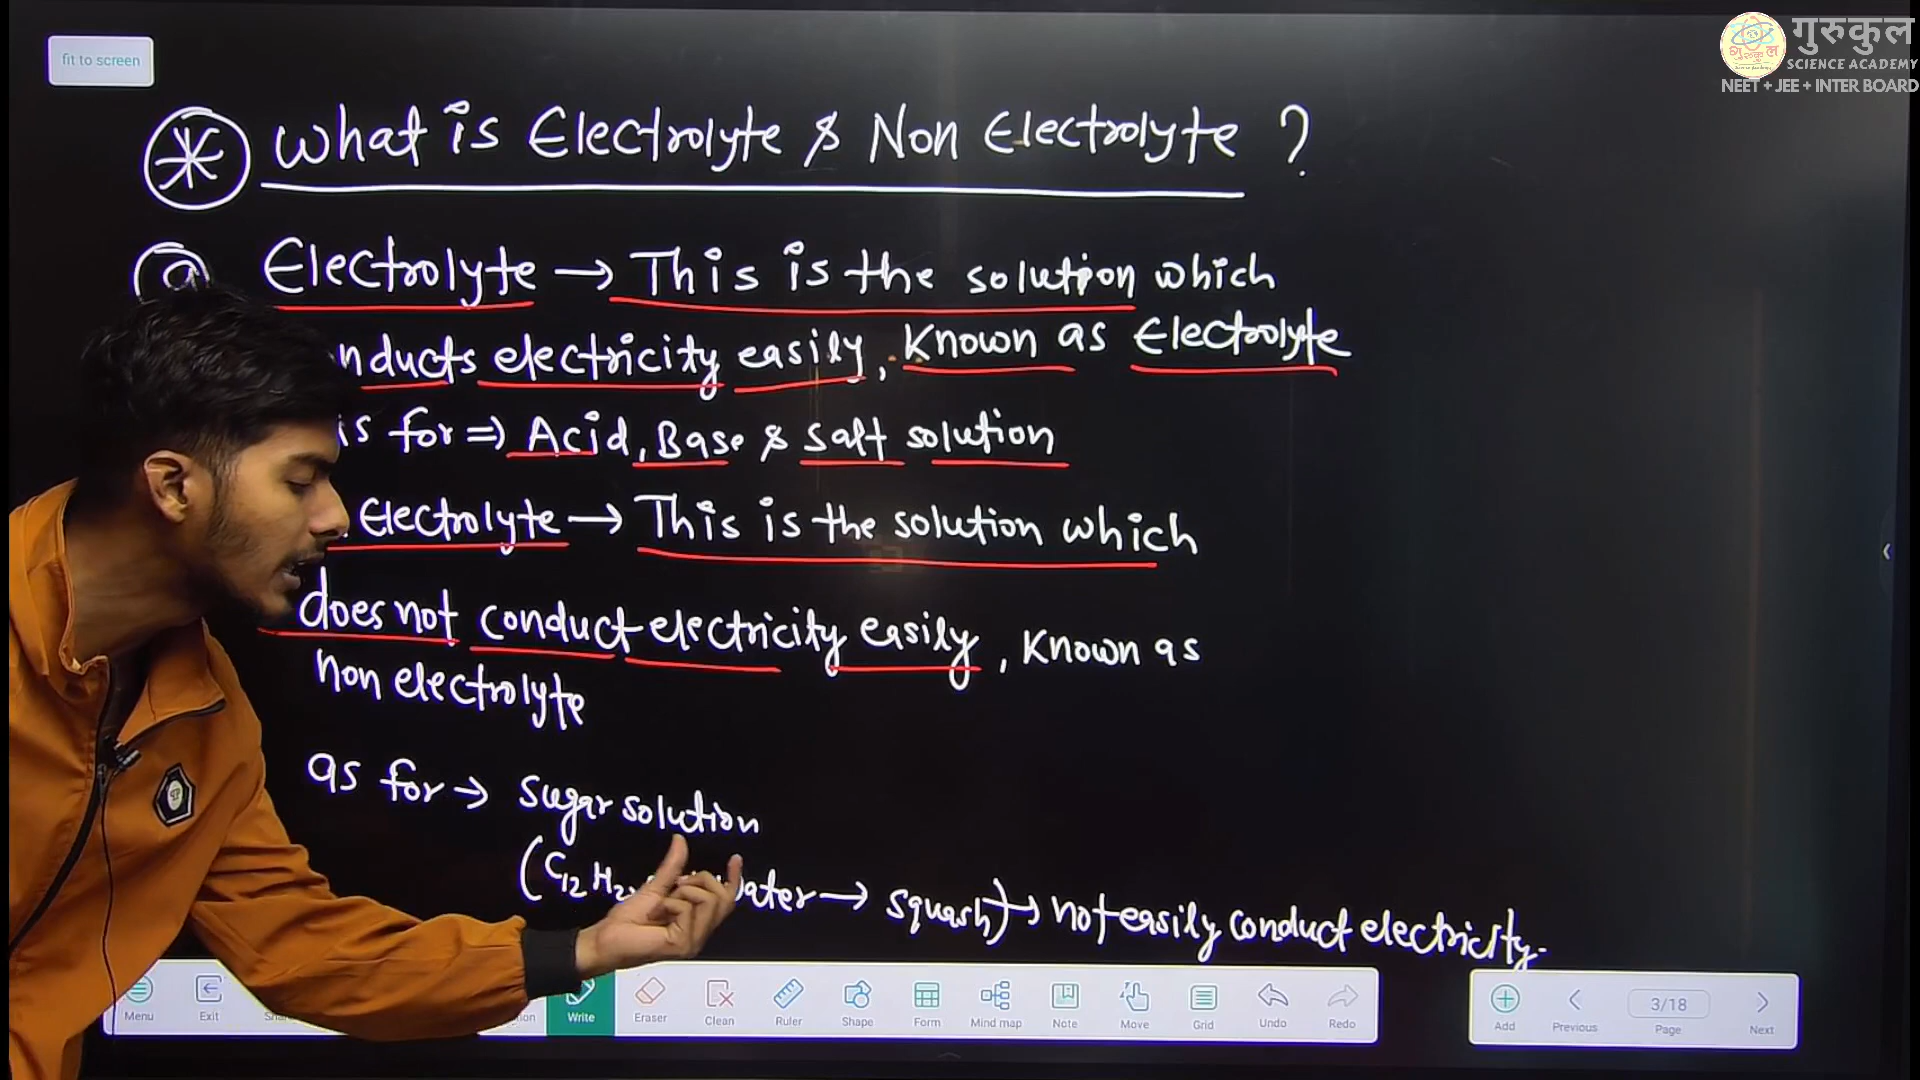 fit to screen
गुरुकुल
SCIENCE ACADEMY
NEET + JEE + INTER BOARD
What is Electrolyte & Non Electrolyte ?
a Electrolyte → This is the solution which
nducts electricity easily, Known as Electrolyte
as for ⇒ Acid, Base & Salt solution
Electrolyte → This is the solution which
does not conduct electricity easily, Known as
non electrolyte
as for → Sugar solution
(C12 H2 ater → squash) → not easily conduct electricity.
Menu Exit Write Eraser Clean Ruler Shape Form Mind map Note Move Grid Undo Redo
Add Previous 3/18 Page Next